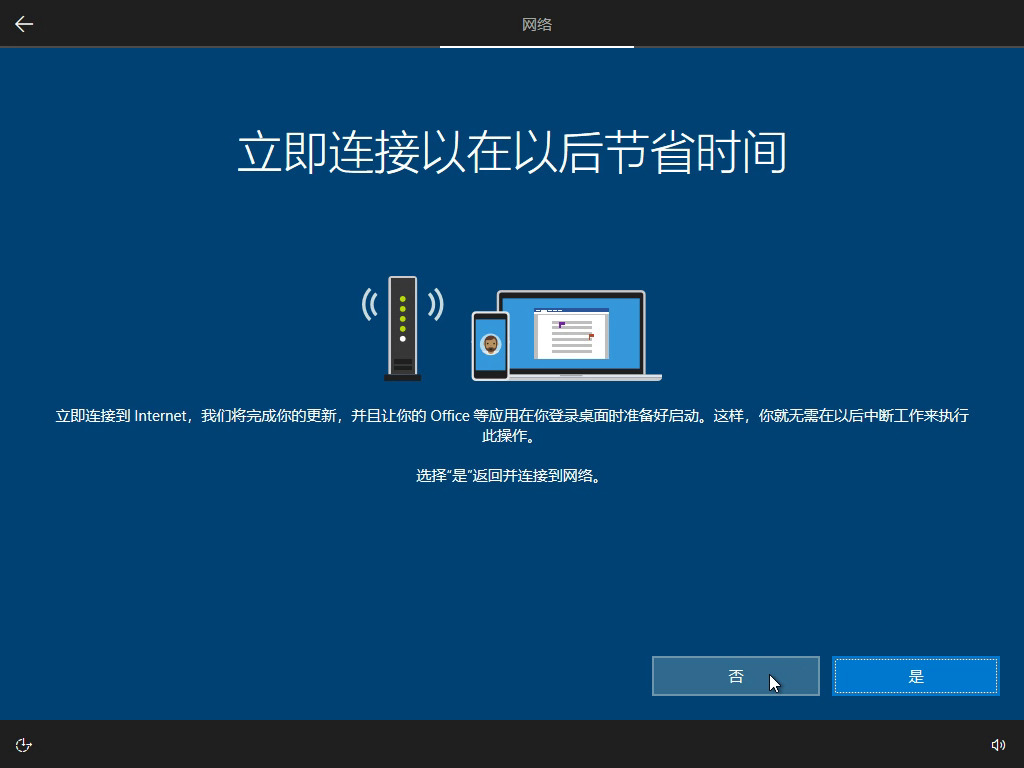 网络
立即连接以在以后节省时间
立即连接到 Internet，我们将完成你的更新，并且让你的 Office 等应用在你登录桌面时准备好启动。这样，你就无需在以后中断工作来执行
此操作。
选择“是”返回并连接到网络。
否
是